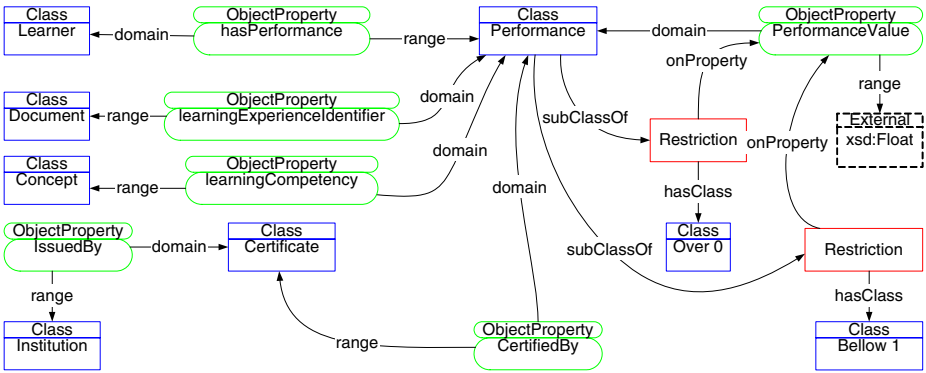 Class
Learner
domain
ObjectProperty
hasPerformance
range
Class
Performance
domain
ObjectProperty
PerformanceValue
onProperty
range
Class
Document
range
ObjectProperty
learningExperienceIdentifier
domain
subClassOf
Restriction
External
xsd:Float
onProperty
domain
Class
Concept
range
ObjectProperty
learningCompetency
domain
hasClass
ObjectProperty
IssuedBy
domain
Class
Certificate
subClassOf
Class
Over 0
Restriction
range
hasClass
Class
Institution
range
ObjectProperty
CertifiedBy
Class
Bellow 1